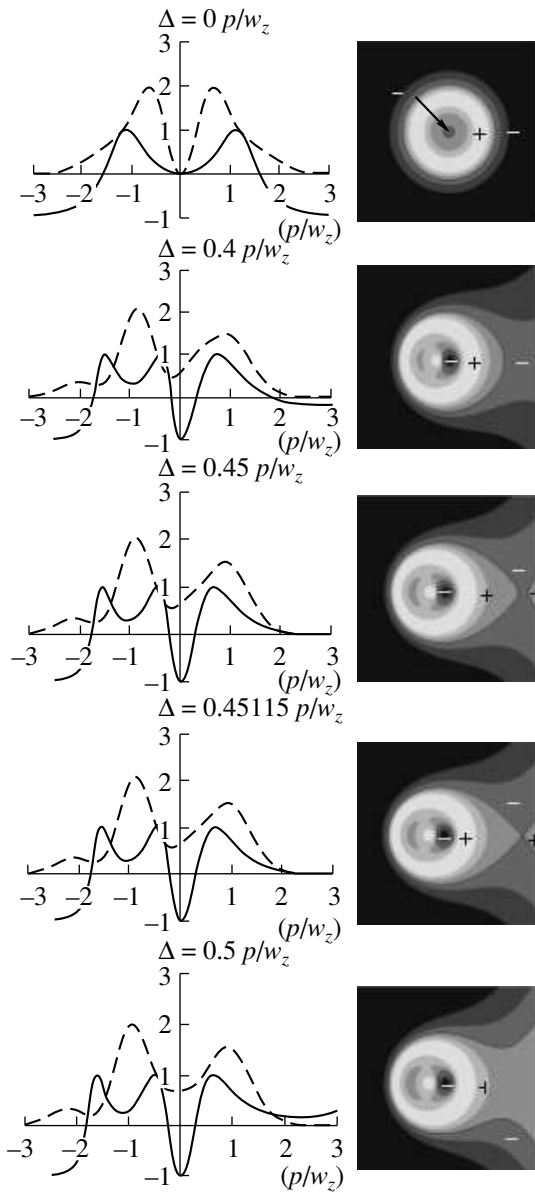 Δ = 0 p/w_z
3
2
1
−3 −2 −1 1 2 3
−1
(p/w_z)
− + −
Δ = 0.4 p/w_z
3
2
1
−3 −2 −1 1 2 3
−1
(p/w_z)
− + −
Δ = 0.45 p/w_z
3
2
1
−3 −2 −1 1 2 3
−1
(p/w_z)
−
− + +
Δ = 0.45115 p/w_z
3
2
1
−3 −2 −1 1 2 3
−1
(p/w_z)
−
− + +
Δ = 0.5 p/w_z
3
2
1
−3 −2 −1 1 2 3
−1
(p/w_z)
− +
−